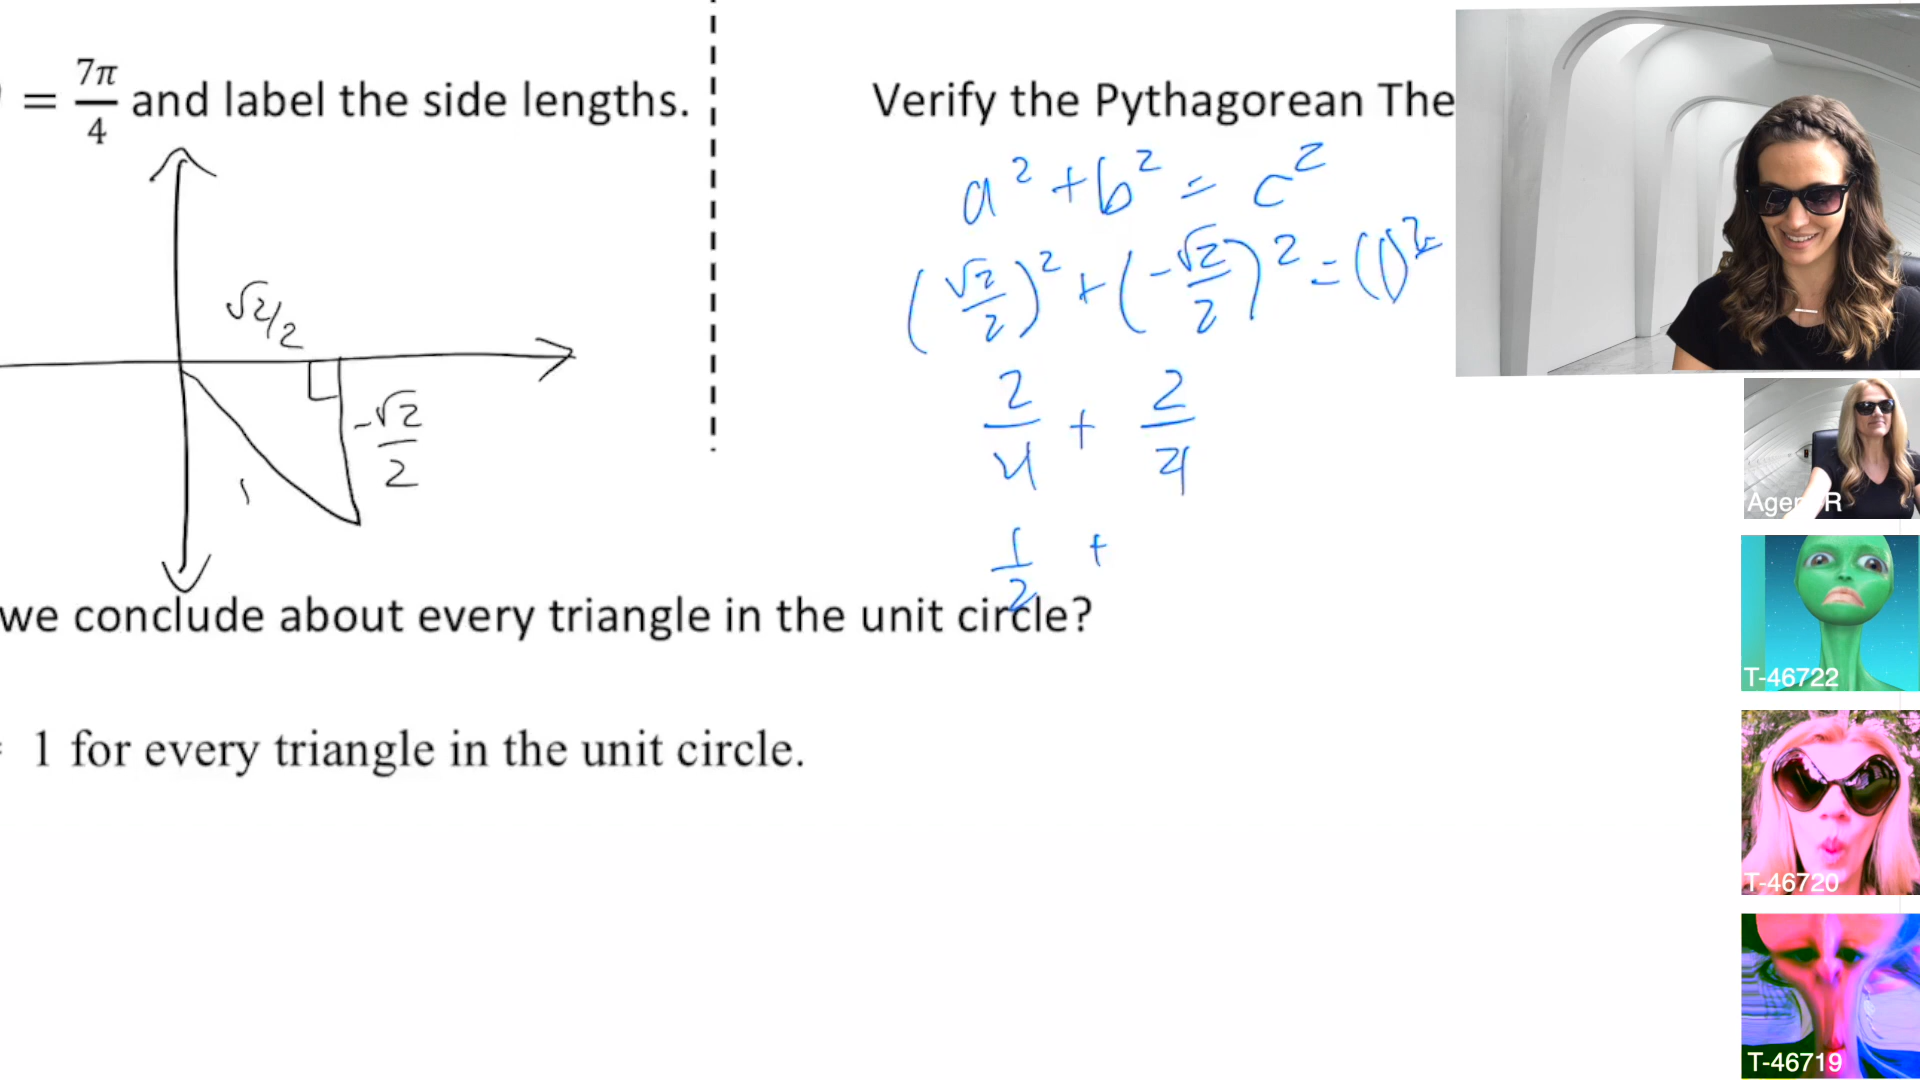 = 7π/4 and label the side lengths.
√2/2
-√2/2
1
Verify the Pythagorean The
a² + b² = c²
(√2/2)² + (-√2/2)² = (1)²
2/4 + 2/4
1/2 +
we conclude about every triangle in the unit circle?
1 for every triangle in the unit circle.
Agen R
T-46722
T-46720
T-46719